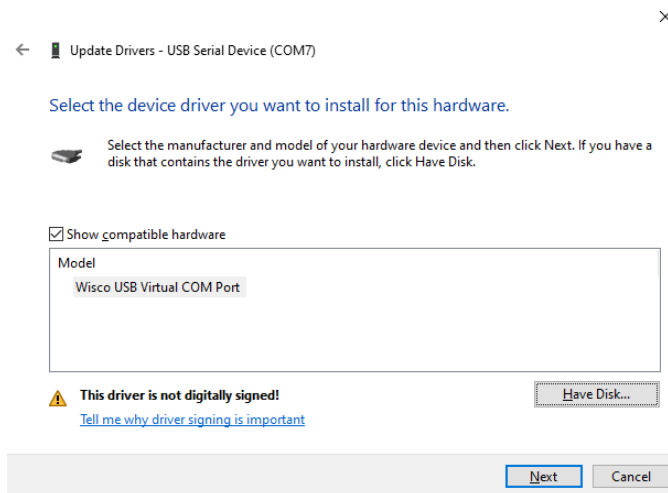 Update Drivers - USB Serial Device (COM7)
Select the device driver you want to install for this hardware.
Select the manufacturer and model of your hardware device and then click Next. If you have a
disk that contains the driver you want to install, click Have Disk.
Show compatible hardware
Model
Wisco USB Virtual COM Port
This driver is not digitally signed!
Have Disk...
Tell me why driver signing is important
Next
Cancel